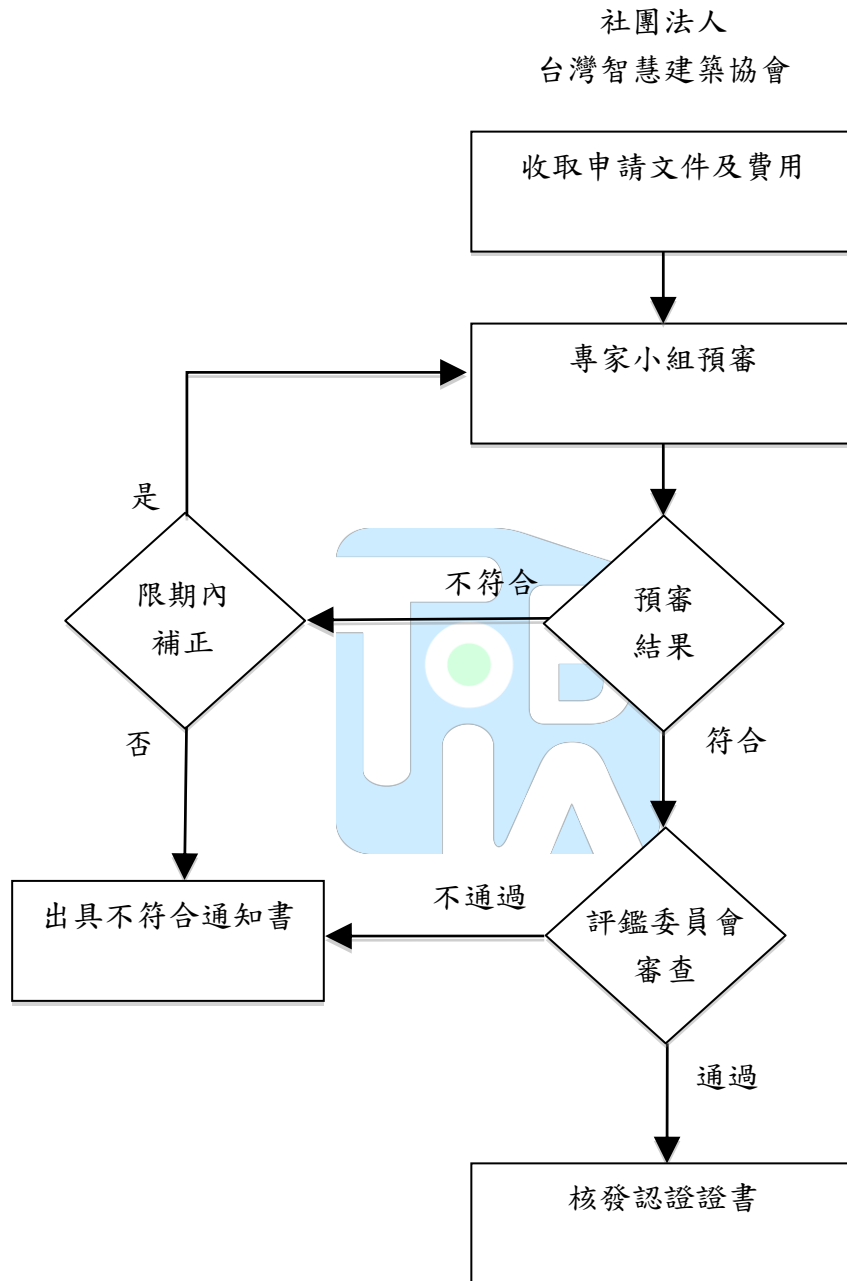 社團法人
台灣智慧建築協會
收取申請文件及費用
專家小組預審
是
限期內
補正
不符合
預審
結果
否
符合
出具不符合通知書
不通過
評鑑委員會
審查
通過
核發認證證書